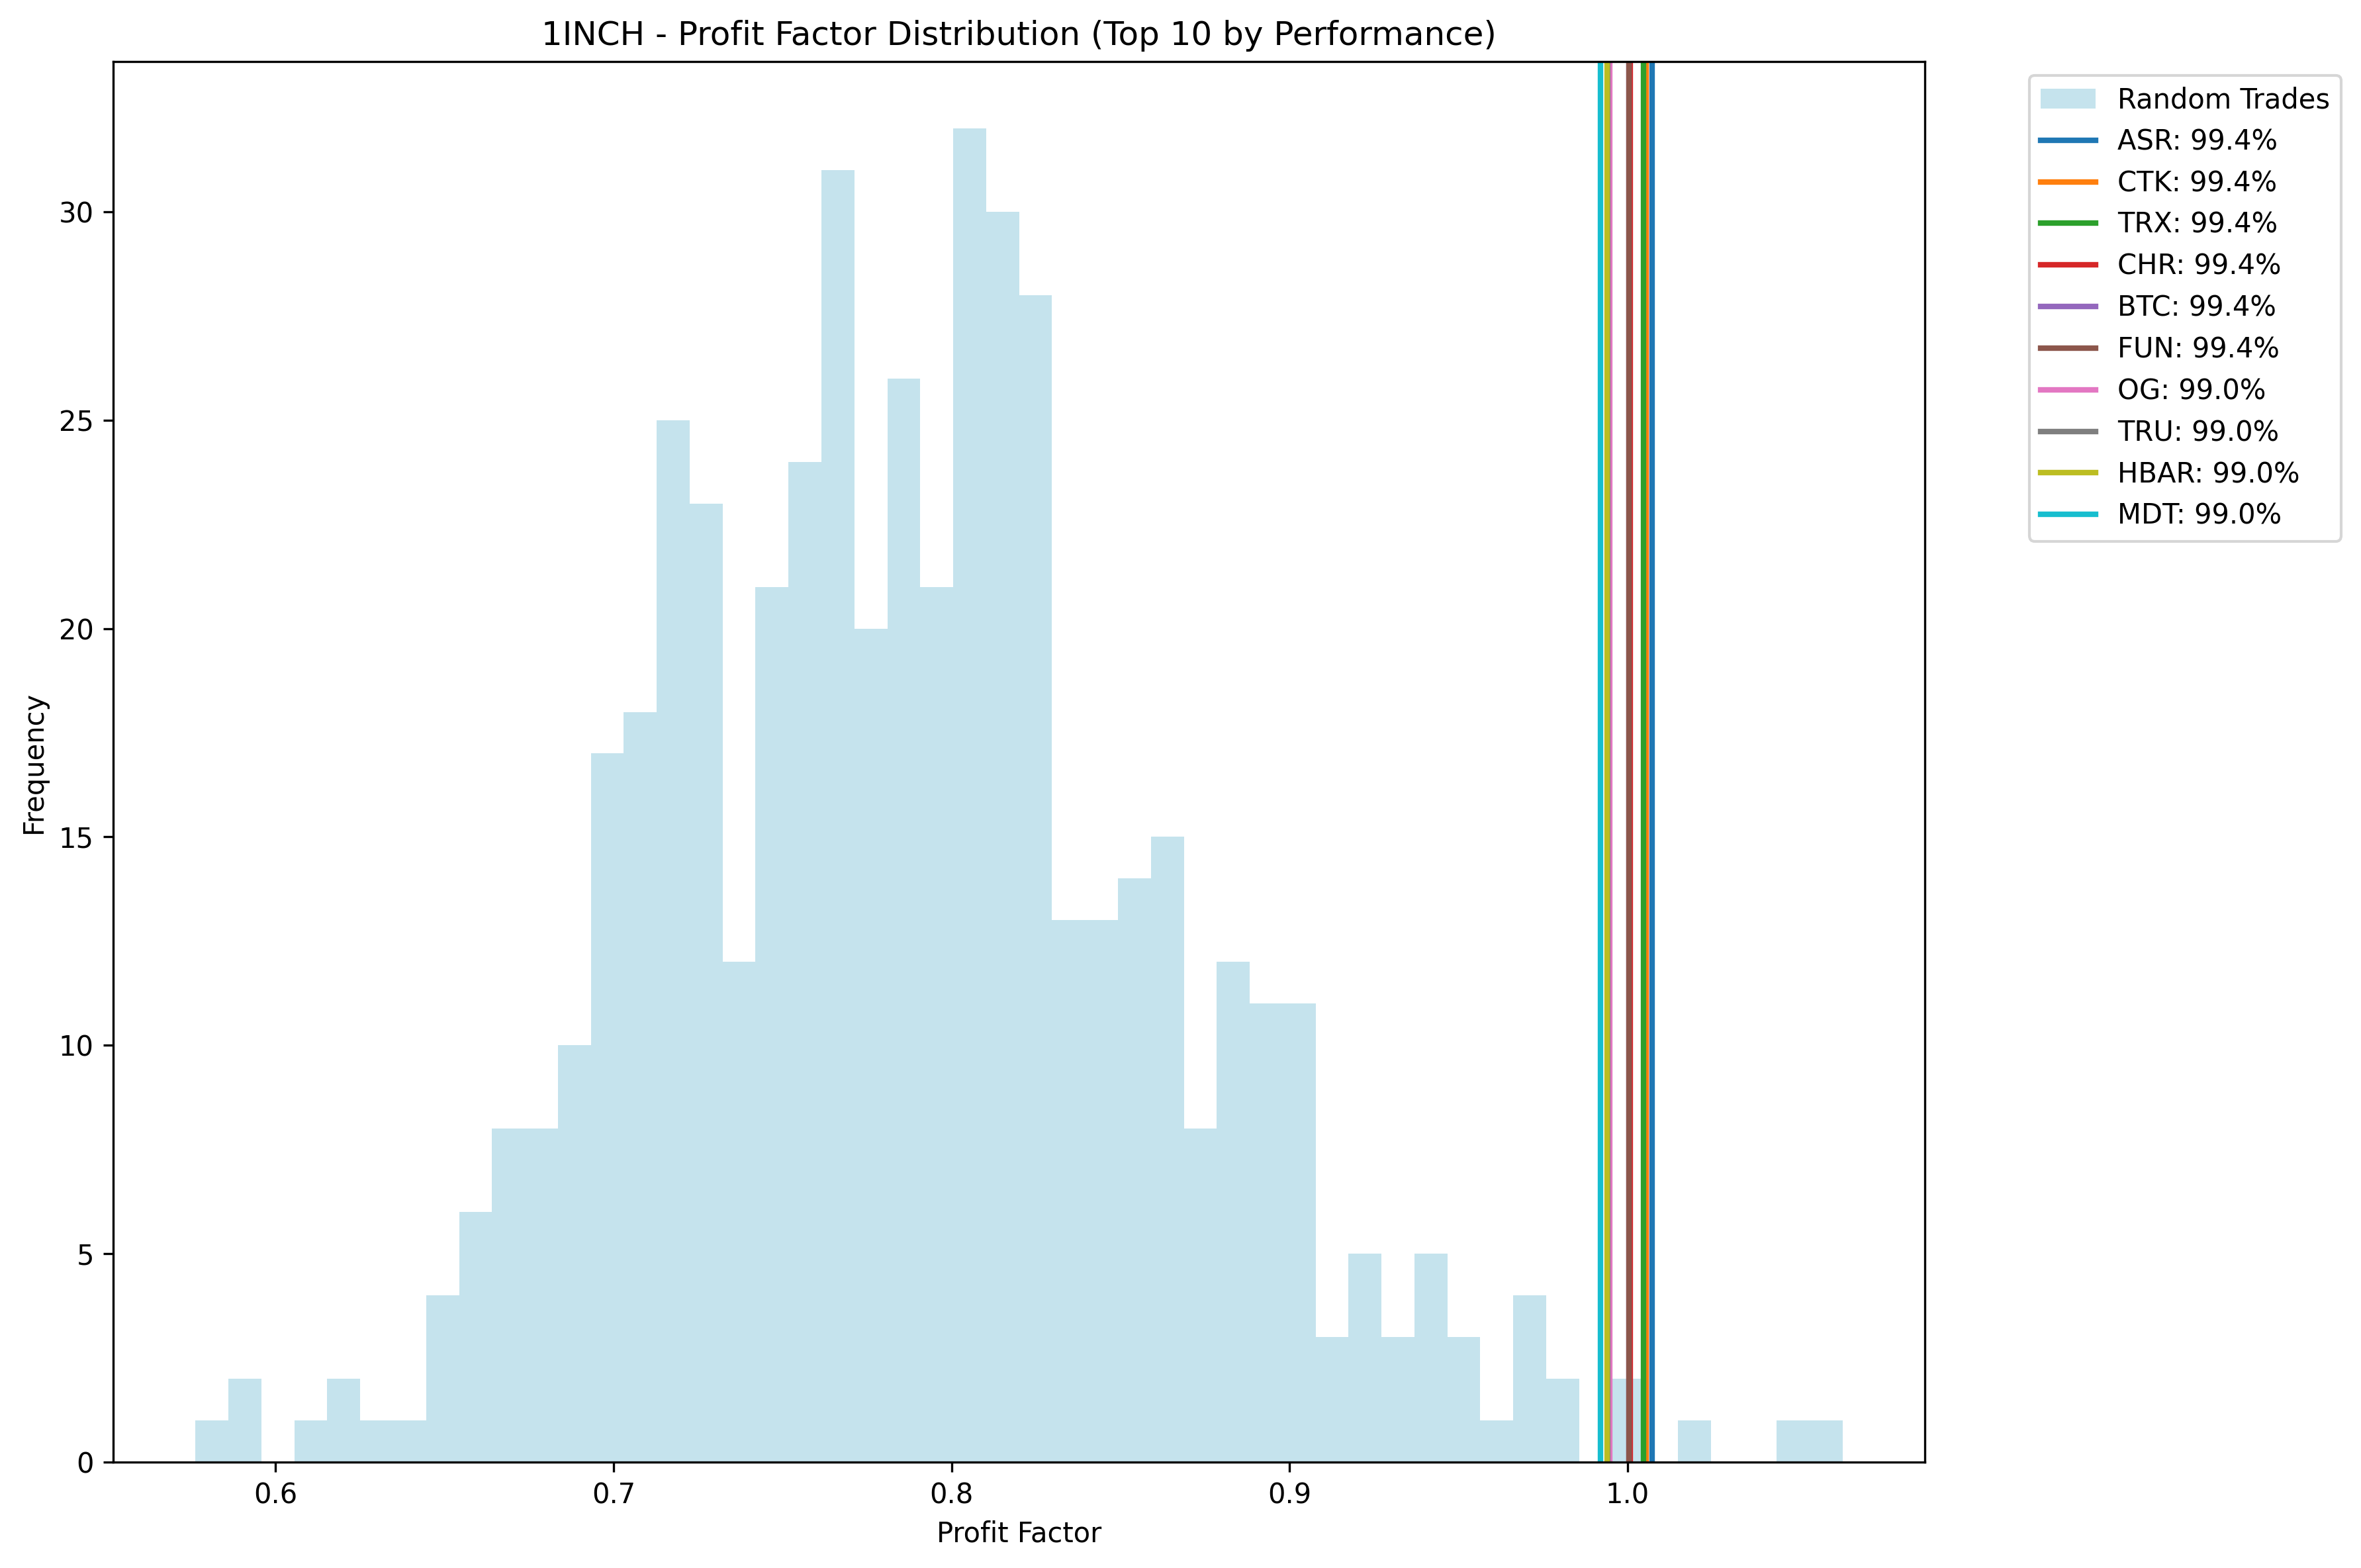 1INCH - Profit Factor Distribution (Top 10 by Performance)
Random Trades
ASR: 99.4%
CTK: 99.4%
TRX: 99.4%
CHR: 99.4%
BTC: 99.4%
FUN: 99.4%
OG: 99.0%
TRU: 99.0%
HBAR: 99.0%
MDT: 99.0%
Frequency
30
25
20
15
10
5
0
0.6
0.7
0.8
0.9
1.0
Profit Factor